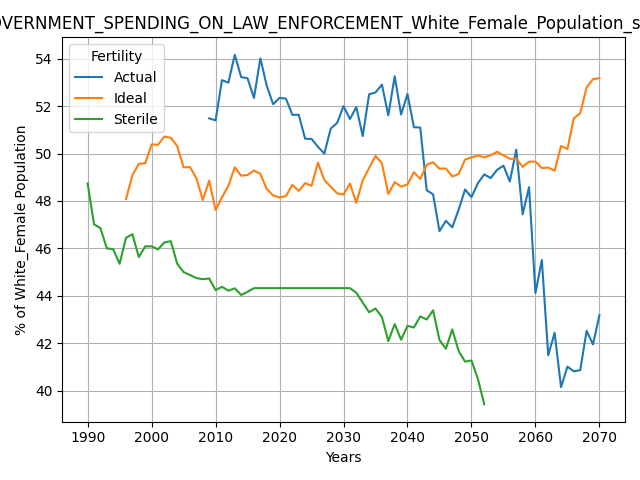 OVERNMENT_SPENDING_ON_LAW_ENFORCEMENT_White_Female_Population_s
Fertility
Actual
Ideal
Sterile
% of White_Female Population
54
52
50
48
46
44
42
40
1990 2000 2010 2020 2030 2040 2050 2060 2070
Years